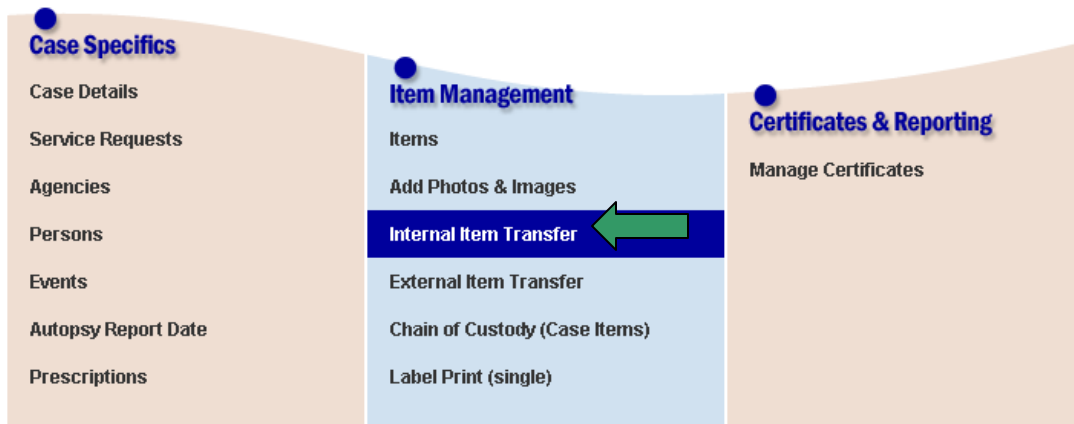 Case Specifics
Case Details
Service Requests
Agencies
Persons
Events
Autopsy Report Date
Prescriptions
Item Management
Items
Add Photos & Images
Internal Item Transfer
External Item Transfer
Chain of Custody (Case Items)
Label Print (single)
Certificates & Reporting
Manage Certificates